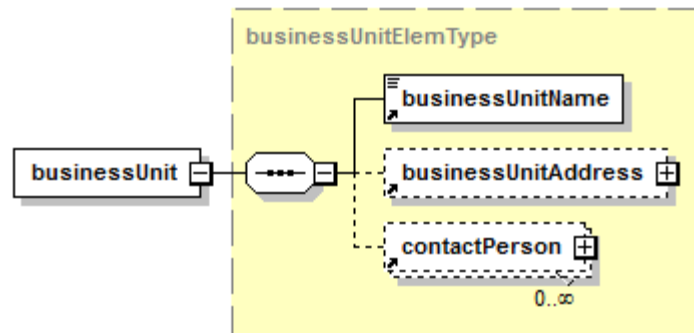 businessUnitElemType
businessUnitName
businessUnit
businessUnitAddress
contactPerson
0..∞